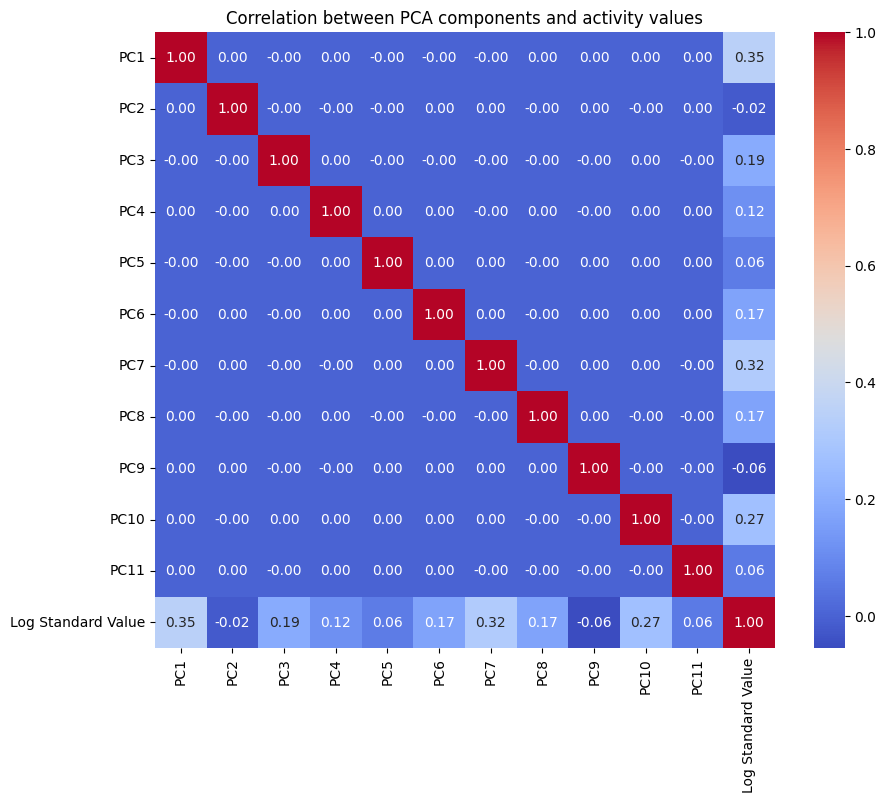 Correlation between PCA components and activity values
PC1 1.00 0.00 -0.00 0.00 -0.00 -0.00 -0.00 0.00 0.00 0.00 0.00 0.35
PC2 0.00 1.00 -0.00 -0.00 -0.00 0.00 0.00 -0.00 0.00 -0.00 0.00 -0.02
PC3 -0.00 -0.00 1.00 0.00 -0.00 -0.00 -0.00 -0.00 -0.00 0.00 -0.00 0.19
PC4 0.00 -0.00 0.00 1.00 0.00 0.00 -0.00 0.00 -0.00 0.00 0.00 0.12
PC5 -0.00 -0.00 -0.00 0.00 1.00 0.00 0.00 -0.00 0.00 0.00 0.00 0.06
PC6 -0.00 0.00 -0.00 0.00 0.00 1.00 0.00 -0.00 0.00 0.00 0.00 0.17
PC7 -0.00 0.00 -0.00 -0.00 0.00 0.00 1.00 -0.00 0.00 0.00 -0.00 0.32
PC8 0.00 -0.00 -0.00 0.00 -0.00 -0.00 -0.00 1.00 0.00 -0.00 -0.00 0.17
PC9 0.00 0.00 -0.00 -0.00 0.00 0.00 0.00 0.00 1.00 -0.00 -0.00 -0.06
PC10 0.00 -0.00 0.00 0.00 0.00 0.00 0.00 -0.00 -0.00 1.00 -0.00 0.27
PC11 0.00 0.00 -0.00 0.00 0.00 0.00 -0.00 -0.00 -0.00 -0.00 1.00 0.06
Log Standard Value 0.35 -0.02 0.19 0.12 0.06 0.17 0.32 0.17 -0.06 0.27 0.06 1.00
PC1 PC2 PC3 PC4 PC5 PC6 PC7 PC8 PC9 PC10 PC11 Log Standard Value
1.0
0.8
0.6
0.4
0.2
0.0